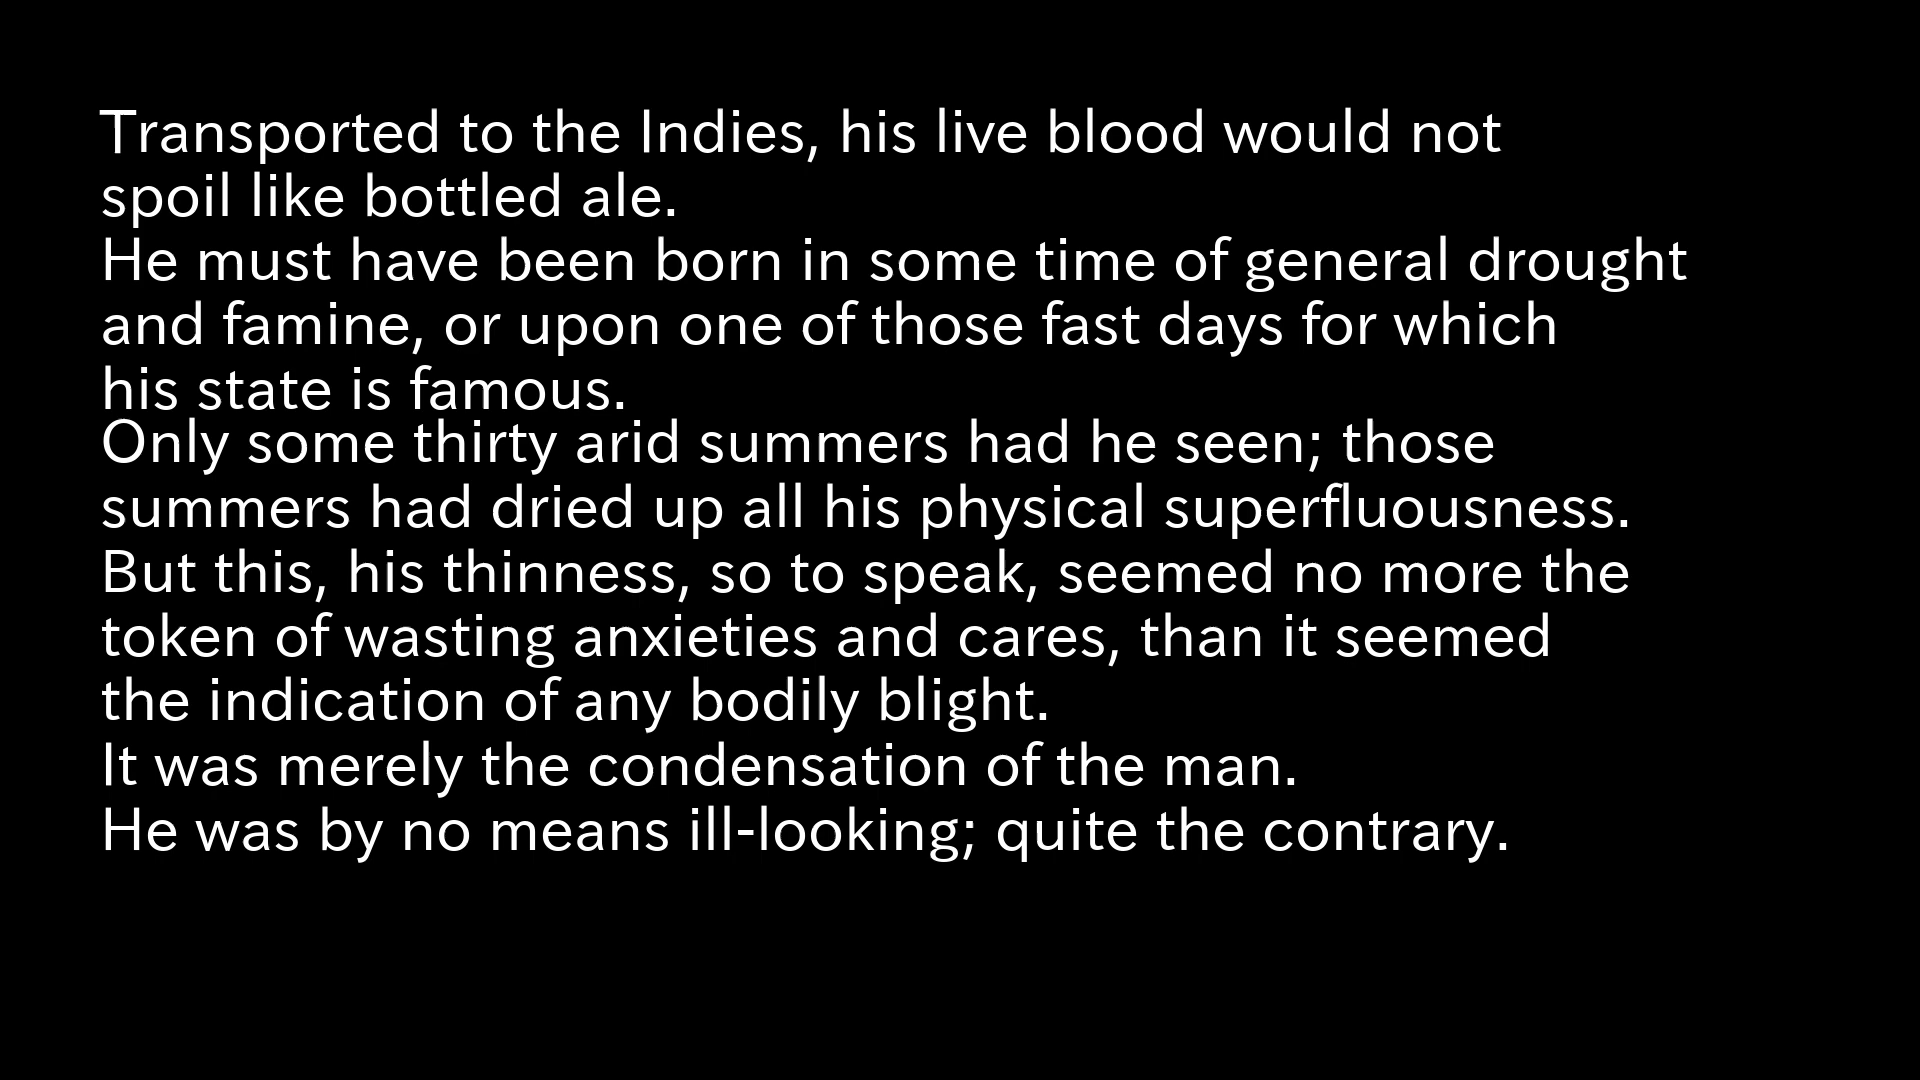 Transported to the Indies, his live blood would not
spoil like bottled ale.
He must have been born in some time of general drought
and famine, or upon one of those fast days for which
his state is famous.
Only some thirty arid summers had he seen; those
summers had dried up all his physical superfluousness.
But this, his thinness, so to speak, seemed no more the
token of wasting anxieties and cares, than it seemed
the indication of any bodily blight.
It was merely the condensation of the man.
He was by no means ill-looking; quite the contrary.